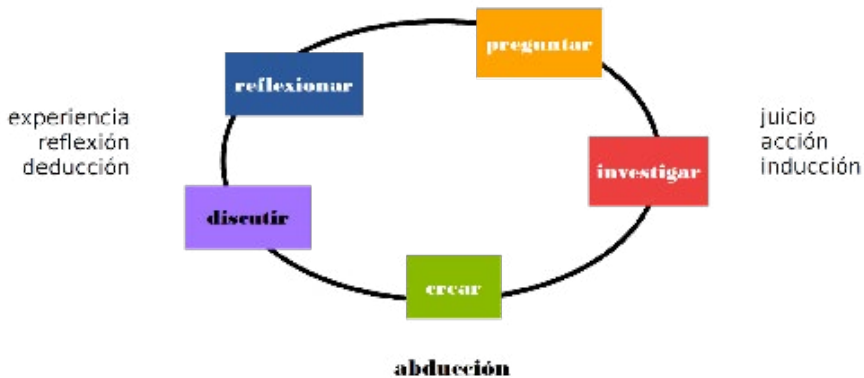 preguntar
reflexionar
experiencia
reflexión
deducción
juicio
acción
inducción
investigar
discutir
crear
abducción